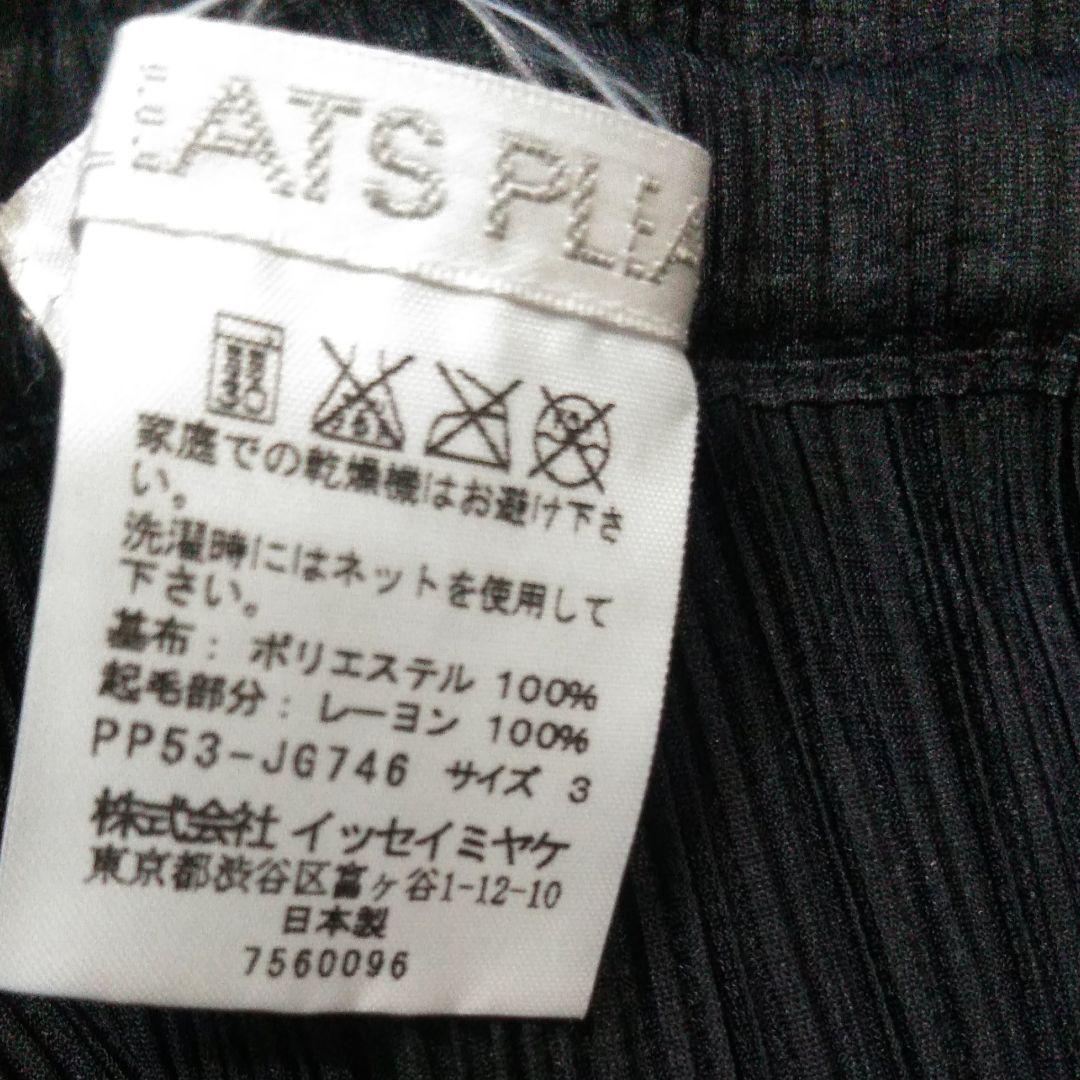 ATS PLEA
30
家庭での乾燥機はお避け下さ
い。
洗濯時にはネットを使用して
下さい。
基布： ポリエステル 100%
起毛部分： レーヨン 100%
PP53-JG746 サイズ 3
株式会社 イッセイミヤケ
東京都渋谷区富ヶ谷1-12-10
日本製
7560096